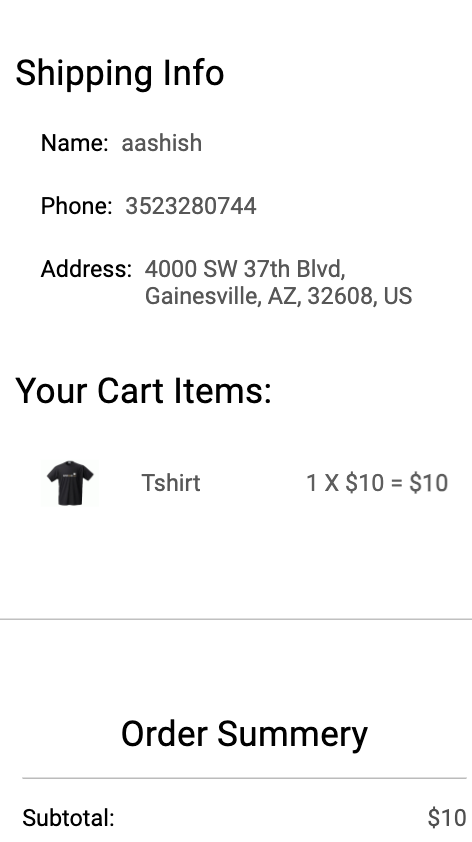 Shipping Info
Name: aashish
Phone: 3523280744
Address: 4000 SW 37th Blvd,
Gainesville, AZ, 32608, US
Your Cart Items:
Tshirt 1 X $10 = $10
Order Summery
Subtotal: $10